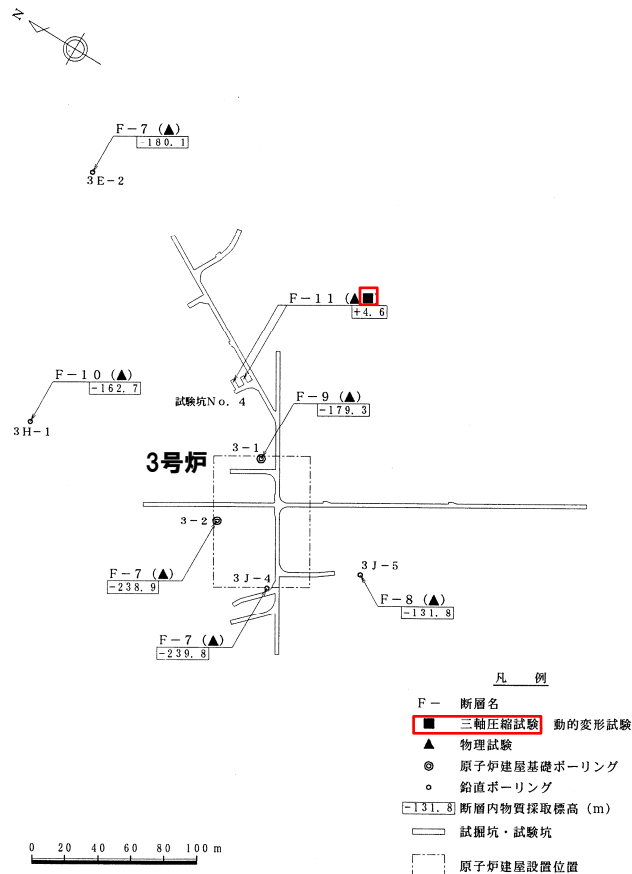 N
F-7 (▲)
-180.1
3E-2
F-11 (▲■)
+4.6
F-10 (▲)
-162.7
3H-1
試験坑No.4
F-9 (▲)
-179.3
3-1
3号炉
3-2
F-7 (▲)
-238.9
3J-4
3J-5
F-8 (▲)
-131.8
F-7 (▲)
-239.8
凡 例
F- 断層名
■ 三軸圧縮試験 動的変形試験
▲ 物理試験
◎ 原子炉建屋基礎ボーリング
○ 鉛直ボーリング
-131.8 断層内物質採取標高 (m)
試掘坑・試験坑
原子炉建屋設置位置
0 20 40 60 80 100 m